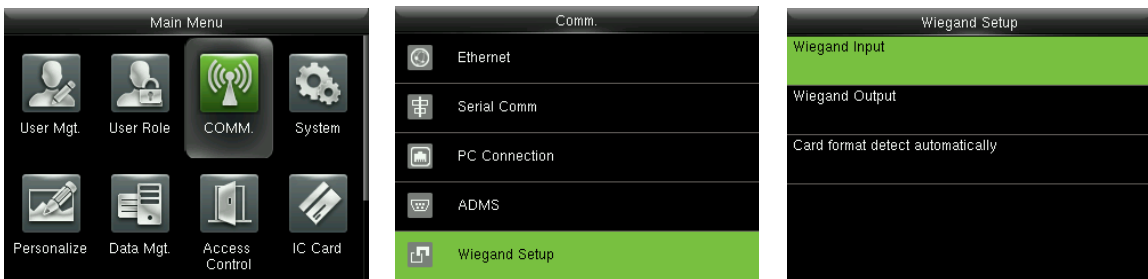 Main Menu
User Mgt.
User Role
COMM.
System
Personalize
Data Mgt.
Access
Control
IC Card
Comm.
Ethernet
Serial Comm
PC Connection
ADMS
Wiegand Setup
Wiegand Setup
Wiegand Input
Wiegand Output
Card format detect automatically